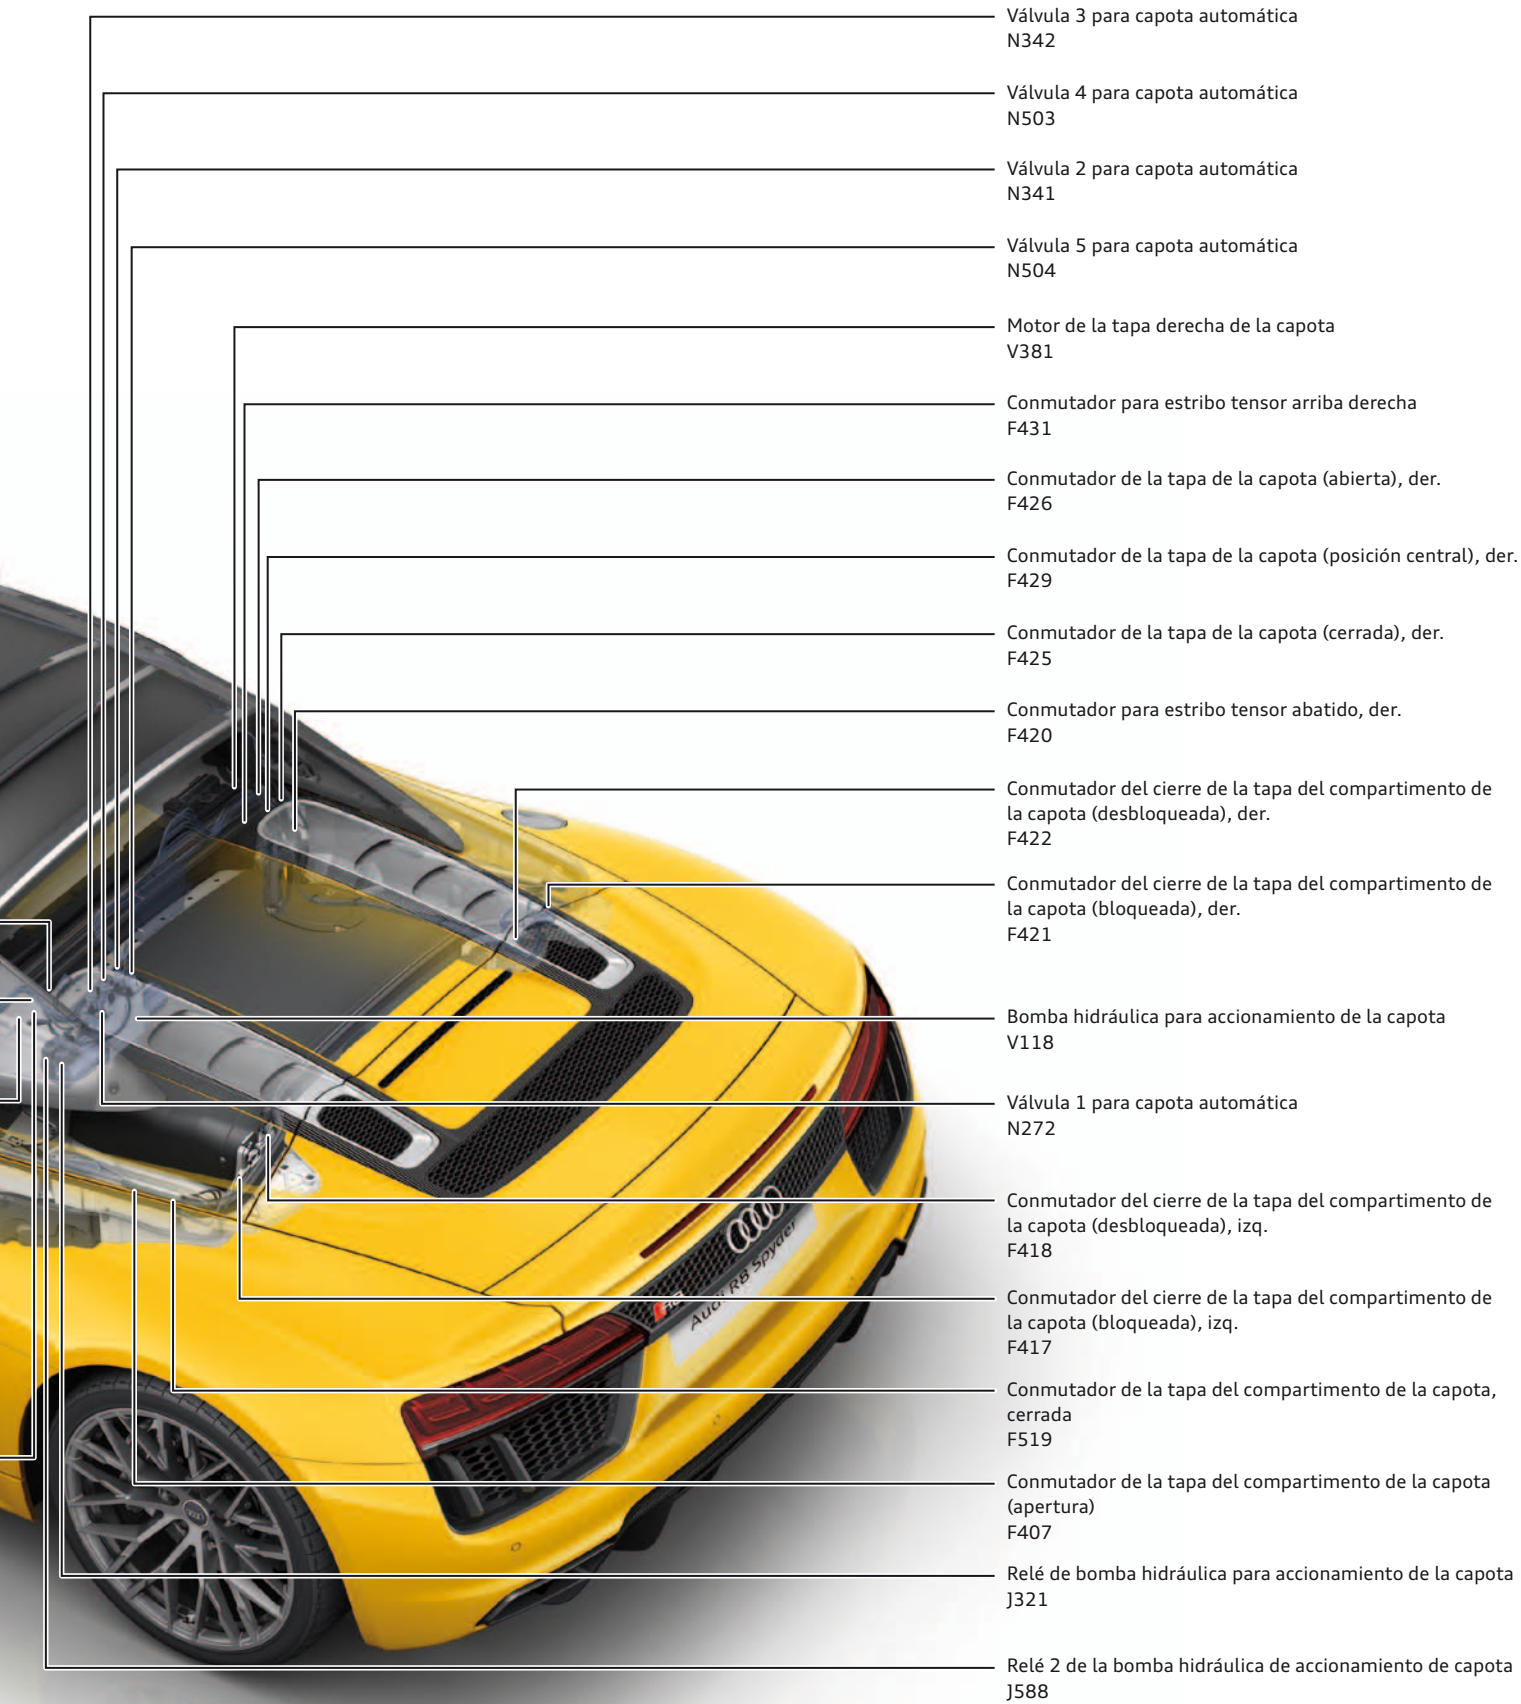 Válvula 3 para capota automática
N342
Válvula 4 para capota automática
N503
Válvula 2 para capota automática
N341
Válvula 5 para capota automática
N504
Motor de la tapa derecha de la capota
V381
Conmutador para estribo tensor arriba derecha
F431
Conmutador de la tapa de la capota (abierta), der.
F426
Conmutador de la tapa de la capota (posición central), der.
F429
Conmutador de la tapa de la capota (cerrada), der.
F425
Conmutador para estribo tensor abatido, der.
F420
Conmutador del cierre de la tapa del compartimento de
la capota (desbloqueada), der.
F422
Conmutador del cierre de la tapa del compartimento de
la capota (bloqueada), der.
F421
Bomba hidráulica para accionamiento de la capota
V118
Válvula 1 para capota automática
N272
Conmutador del cierre de la tapa del compartimento de
la capota (desbloqueada), izq.
F418
Conmutador del cierre de la tapa del compartimento de
la capota (bloqueada), izq.
F417
Conmutador de la tapa del compartimento de la capota,
cerrada
F519
Conmutador de la tapa del compartimento de la capota
(apertura)
F407
Relé de bomba hidráulica para accionamiento de la capota
J321
Relé 2 de la bomba hidráulica de accionamiento de capota
J588
Audi R8 Spyder